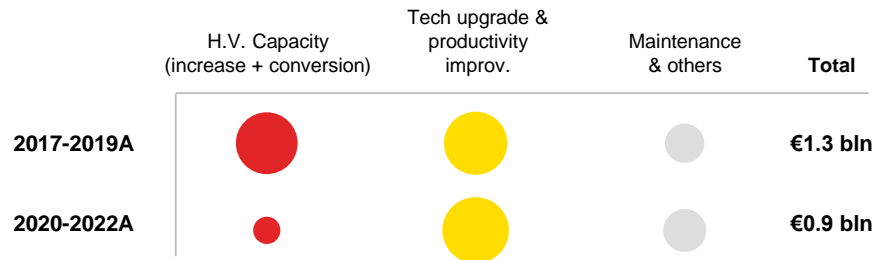 H.V. Capacity
(increase + conversion)
Tech upgrade &
productivity
improv.
Maintenance
& others
Total
2017-2019A
€1.3 bln
2020-2022A
€0.9 bln